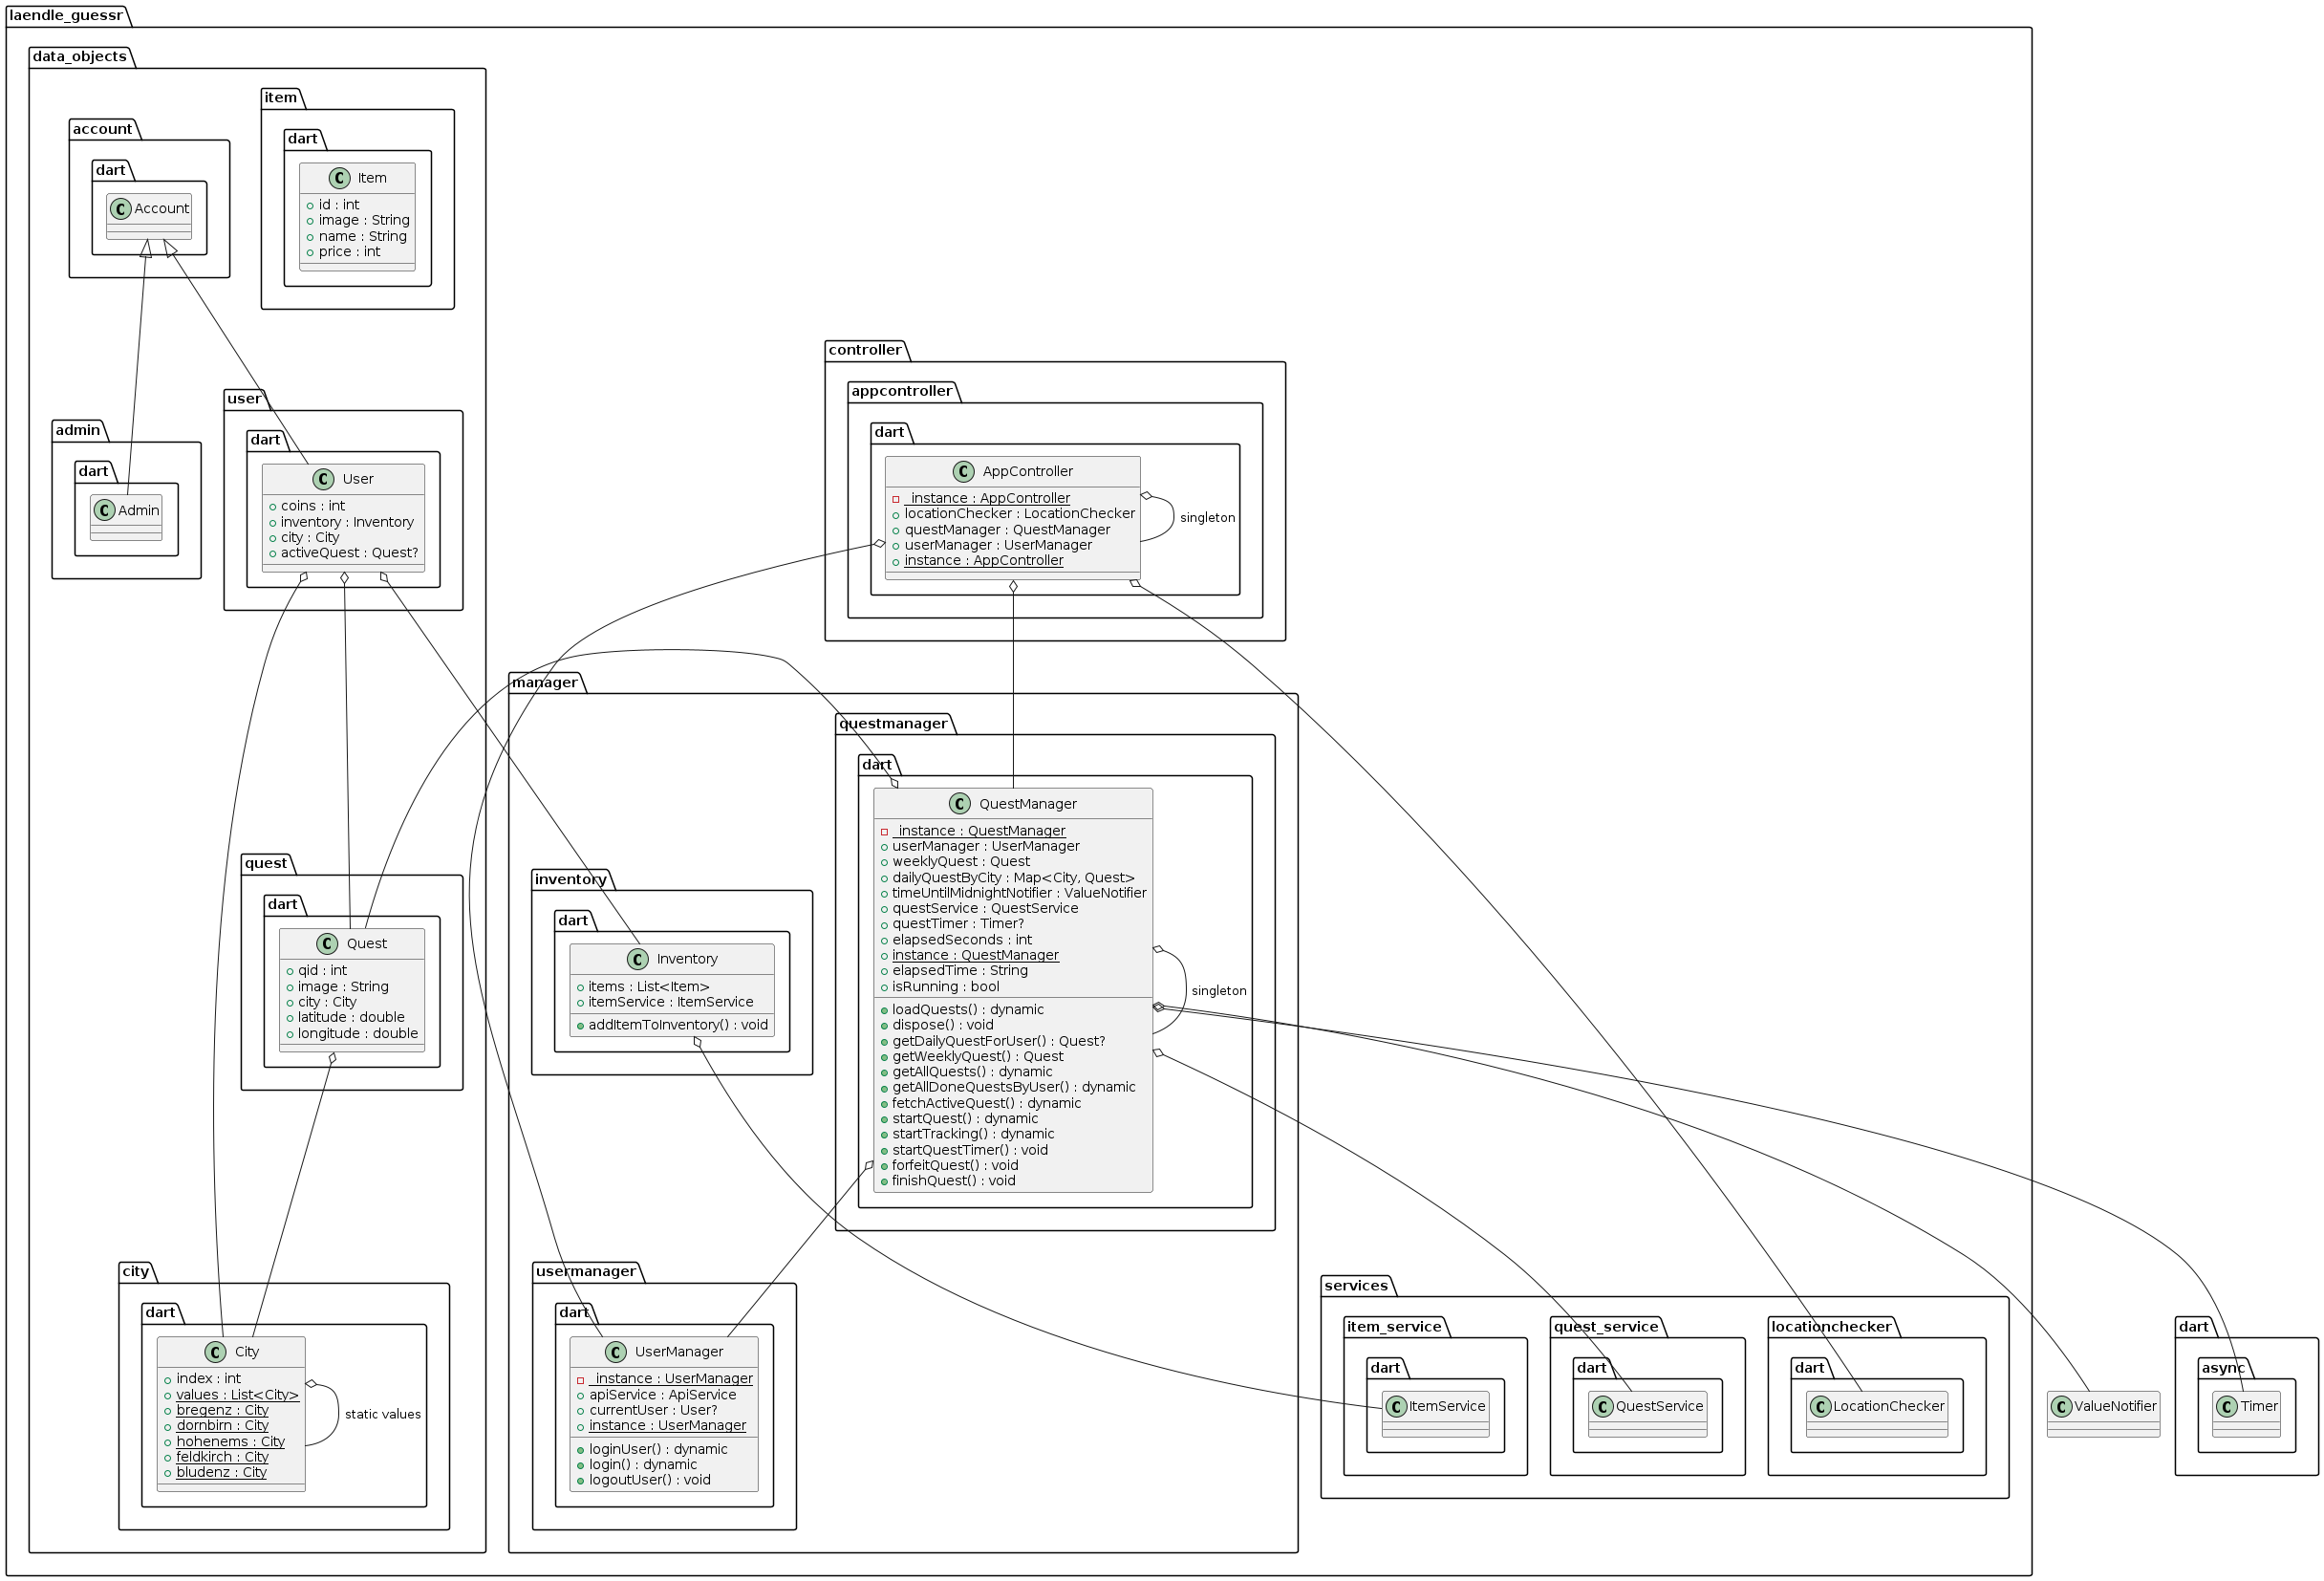 laendle_guessr
data_objects
item
dart
C Item
id : int
image : String
name : String
price : int
account
dart
C Account
admin
dart
C Admin
user
dart
C User
coins : int
inventory : Inventory
city : City
activeQuest : Quest?
quest
dart
C Quest
qid : int
image : String
city : City
latitude : double
longitude : double
city
dart
C City
index : int
values : List<City>
bregenz : City
dornbirn : City
hohenems : City
feldkirch : City
bludenz : City
static values
controller
appcontroller
dart
C AppController
_instance : AppController
locationChecker : LocationChecker
questManager : QuestManager
userManager : UserManager
instance : AppController
singleton
manager
questmanager
dart
C QuestManager
_instance : QuestManager
userManager : UserManager
weeklyQuest : Quest
dailyQuestByCity : Map<City, Quest>
timeUntilMidnightNotifier : ValueNotifier
questService : QuestService
questTimer : Timer?
elapsedSeconds : int
instance : QuestManager
elapsedTime : String
isRunning : bool
loadQuests() : dynamic
dispose() : void
getDailyQuestForUser() : Quest?
getWeeklyQuest() : Quest
getAllQuests() : dynamic
getAllDoneQuestsByUser() : dynamic
fetchActiveQuest() : dynamic
startQuest() : dynamic
startTracking() : dynamic
startQuestTimer() : void
forfeitQuest() : void
finishQuest() : void
singleton
inventory
dart
C Inventory
items : List<Item>
itemService : ItemService
addItemToInventory() : void
usermanager
dart
C UserManager
_instance : UserManager
apiService : ApiService
currentUser : User?
instance : UserManager
loginUser() : dynamic
login() : dynamic
logoutUser() : void
services
item_service
dart
C ItemService
quest_service
dart
C QuestService
locationchecker
dart
C LocationChecker
C ValueNotifier
dart
async
C Timer